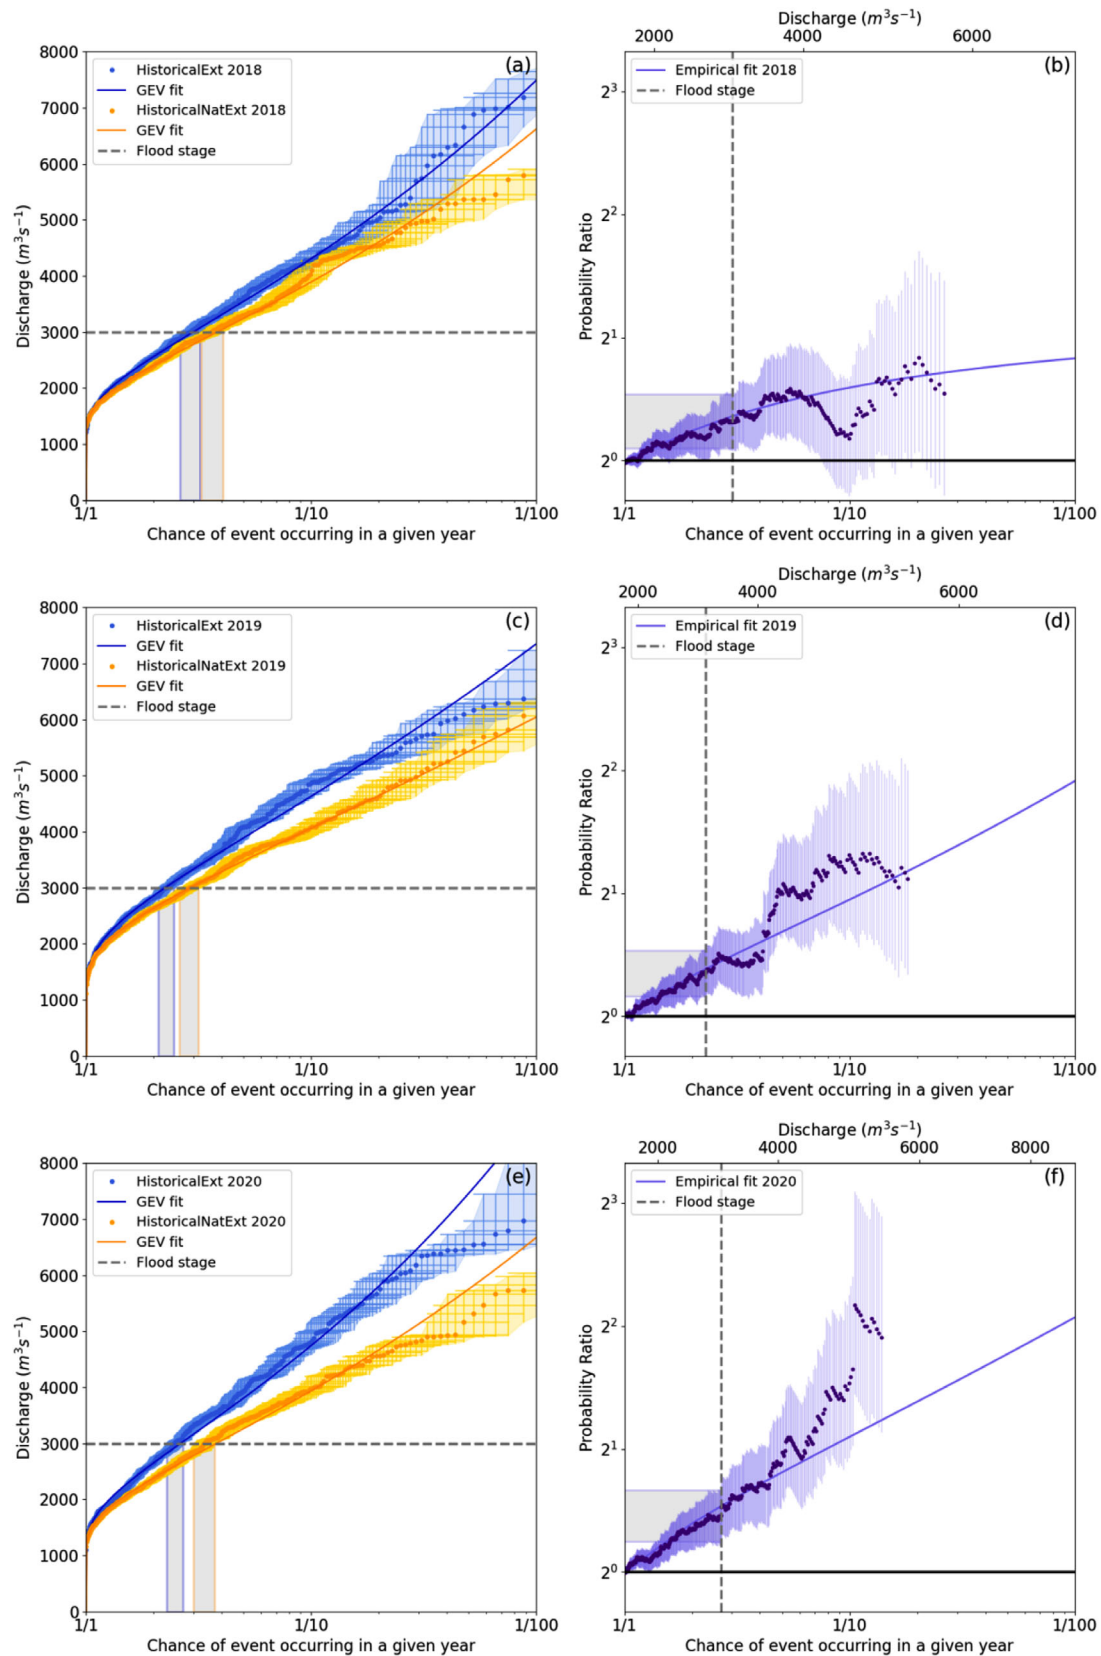 (a)
HistoricalExt 2018
GEV fit
HistoricalNatExt 2018
GEV fit
Flood stage
Discharge (m³s⁻¹)
8000
7000
6000
5000
4000
3000
2000
1000
0
1/1 1/10 1/100
Chance of event occurring in a given year
Discharge (m³s⁻¹)
2000 4000 6000
(b)
Empirical fit 2018
Flood stage
Probability Ratio
2³
2²
2¹
2⁰
1/1 1/10 1/100
Chance of event occurring in a given year
(c)
HistoricalExt 2019
GEV fit
HistoricalNatExt 2019
GEV fit
Flood stage
Discharge (m³s⁻¹)
8000
7000
6000
5000
4000
3000
2000
1000
0
1/1 1/10 1/100
Chance of event occurring in a given year
Discharge (m³s⁻¹)
2000 4000 6000
(d)
Empirical fit 2019
Flood stage
Probability Ratio
2³
2²
2¹
2⁰
1/1 1/10 1/100
Chance of event occurring in a given year
(e)
HistoricalExt 2020
GEV fit
HistoricalNatExt 2020
GEV fit
Flood stage
Discharge (m³s⁻¹)
8000
7000
6000
5000
4000
3000
2000
1000
0
1/1 1/10 1/100
Chance of event occurring in a given year
Discharge (m³s⁻¹)
2000 4000 6000 8000
(f)
Empirical fit 2020
Flood stage
Probability Ratio
2³
2²
2¹
2⁰
1/1 1/10 1/100
Chance of event occurring in a given year